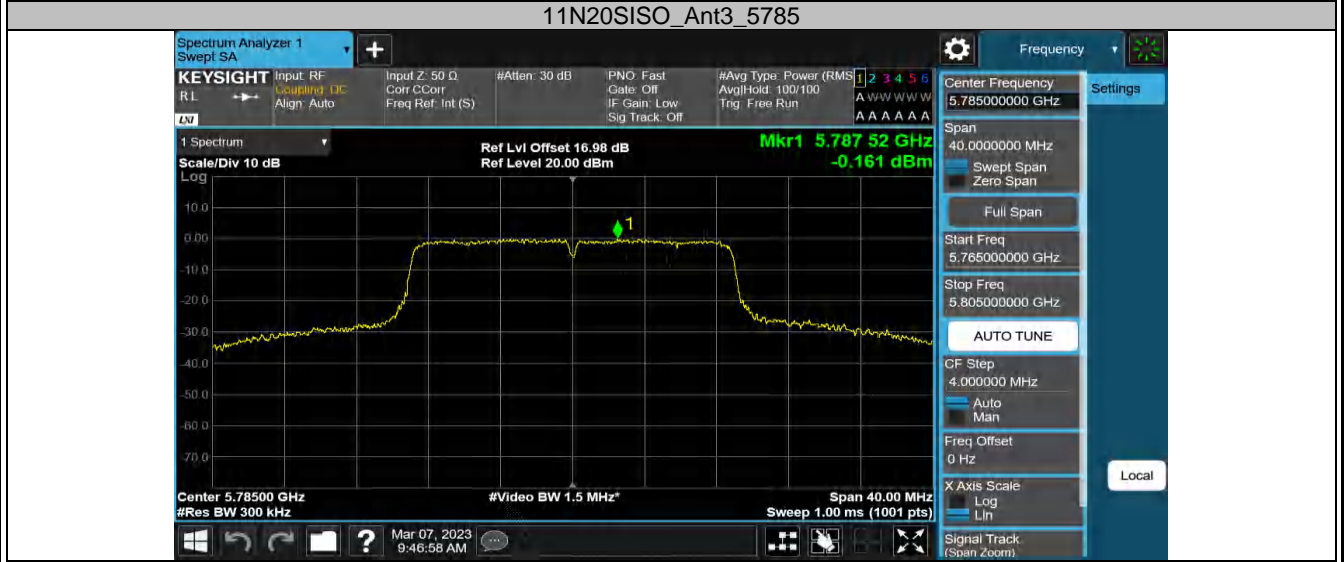 11N20SISO_Ant3_5785
Spectrum Analyzer 1
Swept SA
Frequency
KEYSIGHT
RL
LXI
Input: RF
Coupling: DC
Align: Auto
Input Z: 50 Ω
Corr CCorr
Freq Ref: Int (S)
#Atten: 30 dB
PNO: Fast
Gate: Off
IF Gain: Low
Sig Track: Off
#Avg Type: Power (RMS
Avg|Hold: 100/100
Trig: Free Run
1 2 3 4 5 6
A W W W W W
A A A A A A
Center Frequency
5.785000000 GHz
Settings
Span
40.0000000 MHz
Swept Span
Zero Span
Full Span
Start Freq
5.765000000 GHz
Stop Freq
5.805000000 GHz
AUTO TUNE
CF Step
4.000000 MHz
Auto
Man
Freq Offset
0 Hz
X Axis Scale
Log
Lin
Signal Track
(Span Zoom)
Local
1 Spectrum
Scale/Div 10 dB
Log
Ref Lvl Offset 16.98 dB
Ref Level 20.00 dBm
Mkr1 5.787 52 GHz
-0.161 dBm
1
10.0
0.00
-10.0
-20.0
-30.0
-40.0
-50.0
-60.0
-70.0
Center 5.78500 GHz
#Res BW 300 kHz
#Video BW 1.5 MHz*
Span 40.00 MHz
Sweep 1.00 ms (1001 pts)
?
Mar 07, 2023
9:46:58 AM